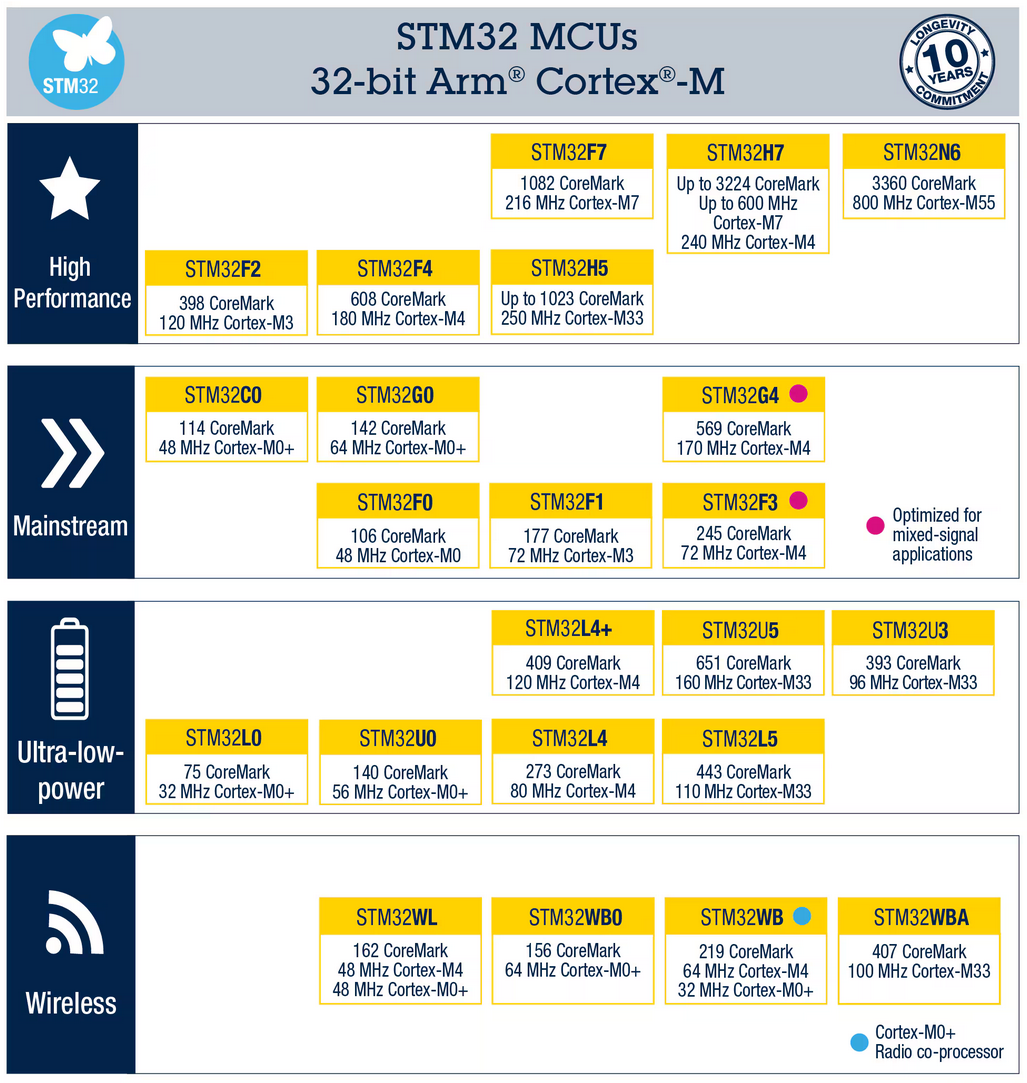 STM32
STM32 MCUs
32-bit Arm® Cortex®-M
LONGEVITY
10
YEARS
COMMITMENT
High
Performance
STM32F7
1082 CoreMark
216 MHz Cortex-M7
STM32H7
Up to 3224 CoreMark
Up to 600 MHz
Cortex-M7
240 MHz Cortex-M4
STM32N6
3360 CoreMark
800 MHz Cortex-M55
STM32F2
398 CoreMark
120 MHz Cortex-M3
STM32F4
608 CoreMark
180 MHz Cortex-M4
STM32H5
Up to 1023 CoreMark
250 MHz Cortex-M33
Mainstream
STM32C0
114 CoreMark
48 MHz Cortex-M0+
STM32G0
142 CoreMark
64 MHz Cortex-M0+
STM32G4
569 CoreMark
170 MHz Cortex-M4
STM32F0
106 CoreMark
48 MHz Cortex-M0
STM32F1
177 CoreMark
72 MHz Cortex-M3
STM32F3
245 CoreMark
72 MHz Cortex-M4
Optimized for
mixed-signal
applications
Ultra-low-
power
STM32L4+
409 CoreMark
120 MHz Cortex-M4
STM32U5
651 CoreMark
160 MHz Cortex-M33
STM32U3
393 CoreMark
96 MHz Cortex-M33
STM32L0
75 CoreMark
32 MHz Cortex-M0+
STM32U0
140 CoreMark
56 MHz Cortex-M0+
STM32L4
273 CoreMark
80 MHz Cortex-M4
STM32L5
443 CoreMark
110 MHz Cortex-M33
Wireless
STM32WL
162 CoreMark
48 MHz Cortex-M4
48 MHz Cortex-M0+
STM32WB0
156 CoreMark
64 MHz Cortex-M0+
STM32WB
219 CoreMark
64 MHz Cortex-M4
32 MHz Cortex-M0+
STM32WBA
407 CoreMark
100 MHz Cortex-M33
Cortex-M0+
Radio co-processor